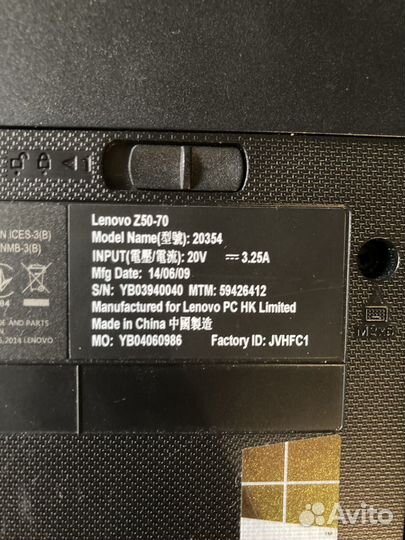 N ICES-3(B)
NMB-3(B)
04
E AND PARTS
2014 LENOVO
1
Lenovo Z50-70
Model Name(型號): 20354
INPUT(電壓/電流): 20V ⎓ 3.25A
Mfg Date: 14/06/09
S/N: YB03940040 MTM: 59426412
Manufactured for Lenovo PC HK Limited
Made in China 中國製造
MO: YB04060986 Factory ID: JVHFC1
Avito